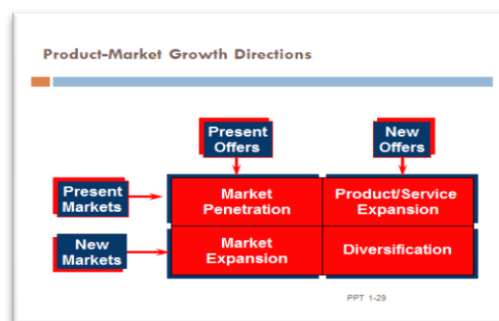 Product-Market Growth Directions
Present
Offers
New
Offers
Present
Markets
Market
Penetration
Product/Service
Expansion
New
Markets
Market
Expansion
Diversification
PPT 1-29